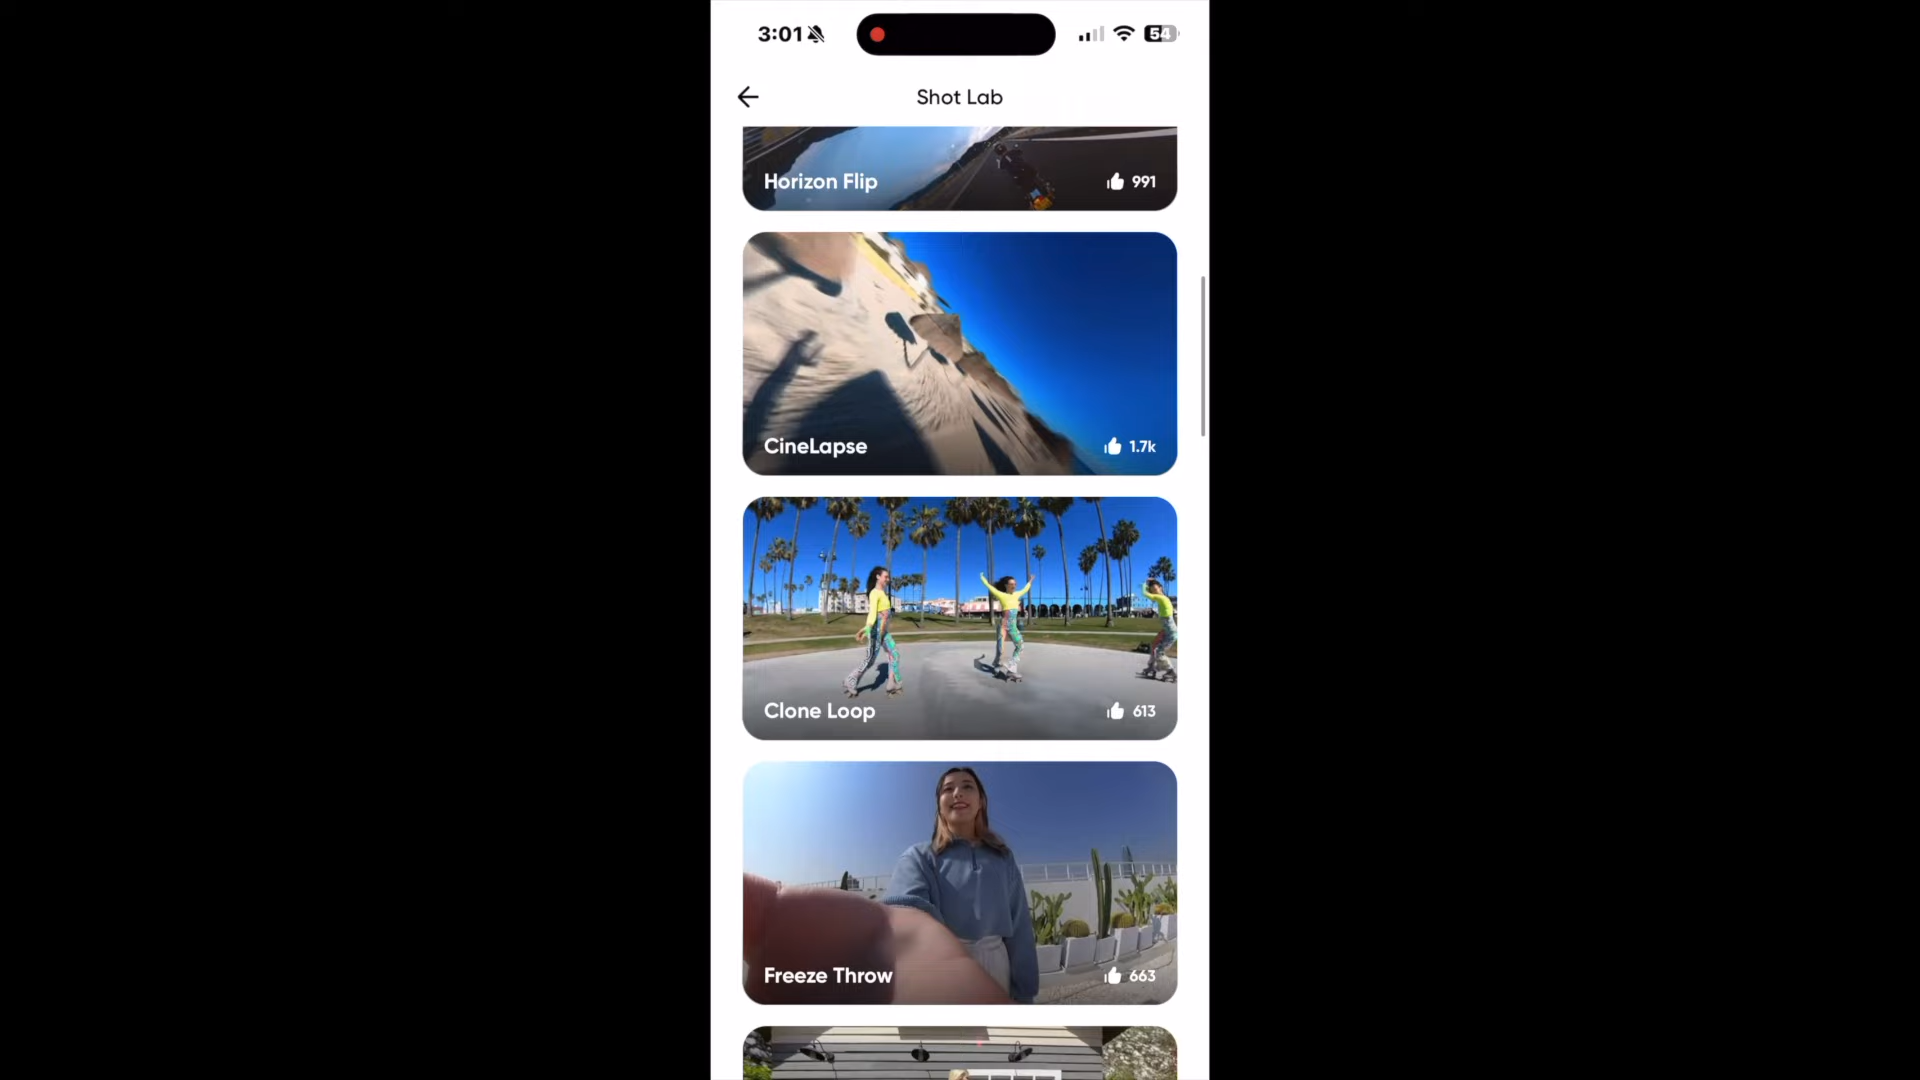 3:01
54
Shot Lab
Horizon Flip
991
CineLapse
1.7k
Clone Loop
613
Freeze Throw
663